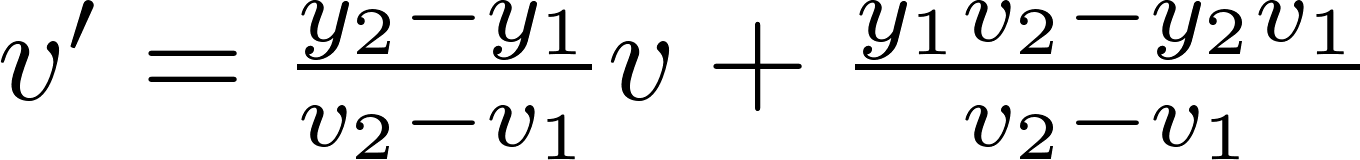 v' = \frac{y_2 - y_1}{v_2 - v_1} v + \frac{y_1 v_2 - y_2 v_1}{v_2 - v_1}